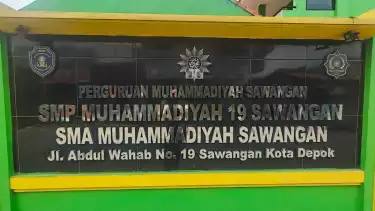 PERGURUAN MUHAMMADIYAH SAWANGAN
SMP MUHAMMADIYAH 19 SAWANGAN
SMA MUHAMMADIYAH SAWANGAN
Jl. Abdul Wahab No. 19 Sawangan Kota Depok